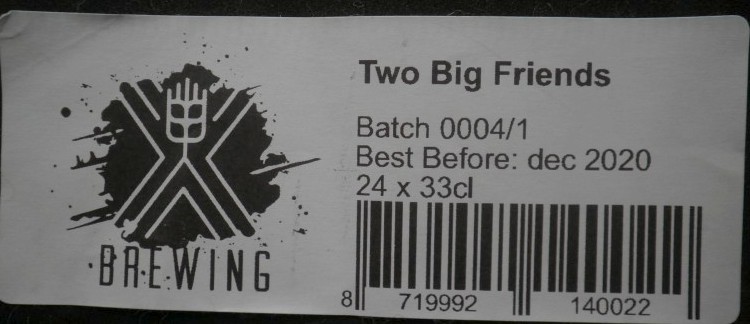 Two Big Friends
Batch 0004/1
Best Before: dec 2020
24 x 33cl
BREWING
8 719992 140022